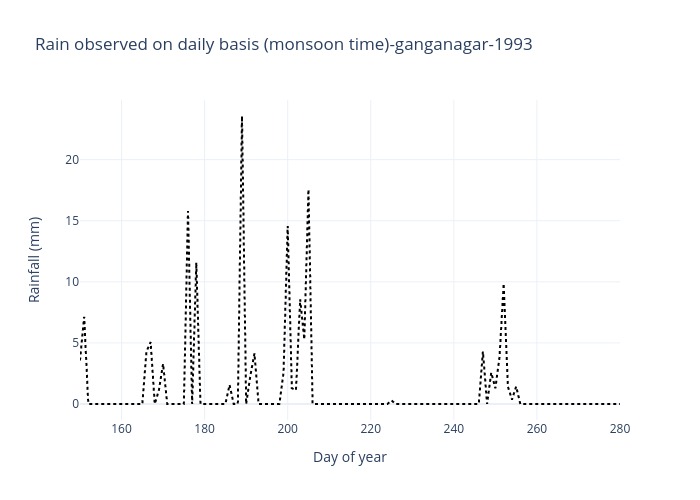 Rain observed on daily basis (monsoon time)-ganganagar-1993
Rainfall (mm)
20
15
10
5
0
160 180 200 220 240 260 280
Day of year